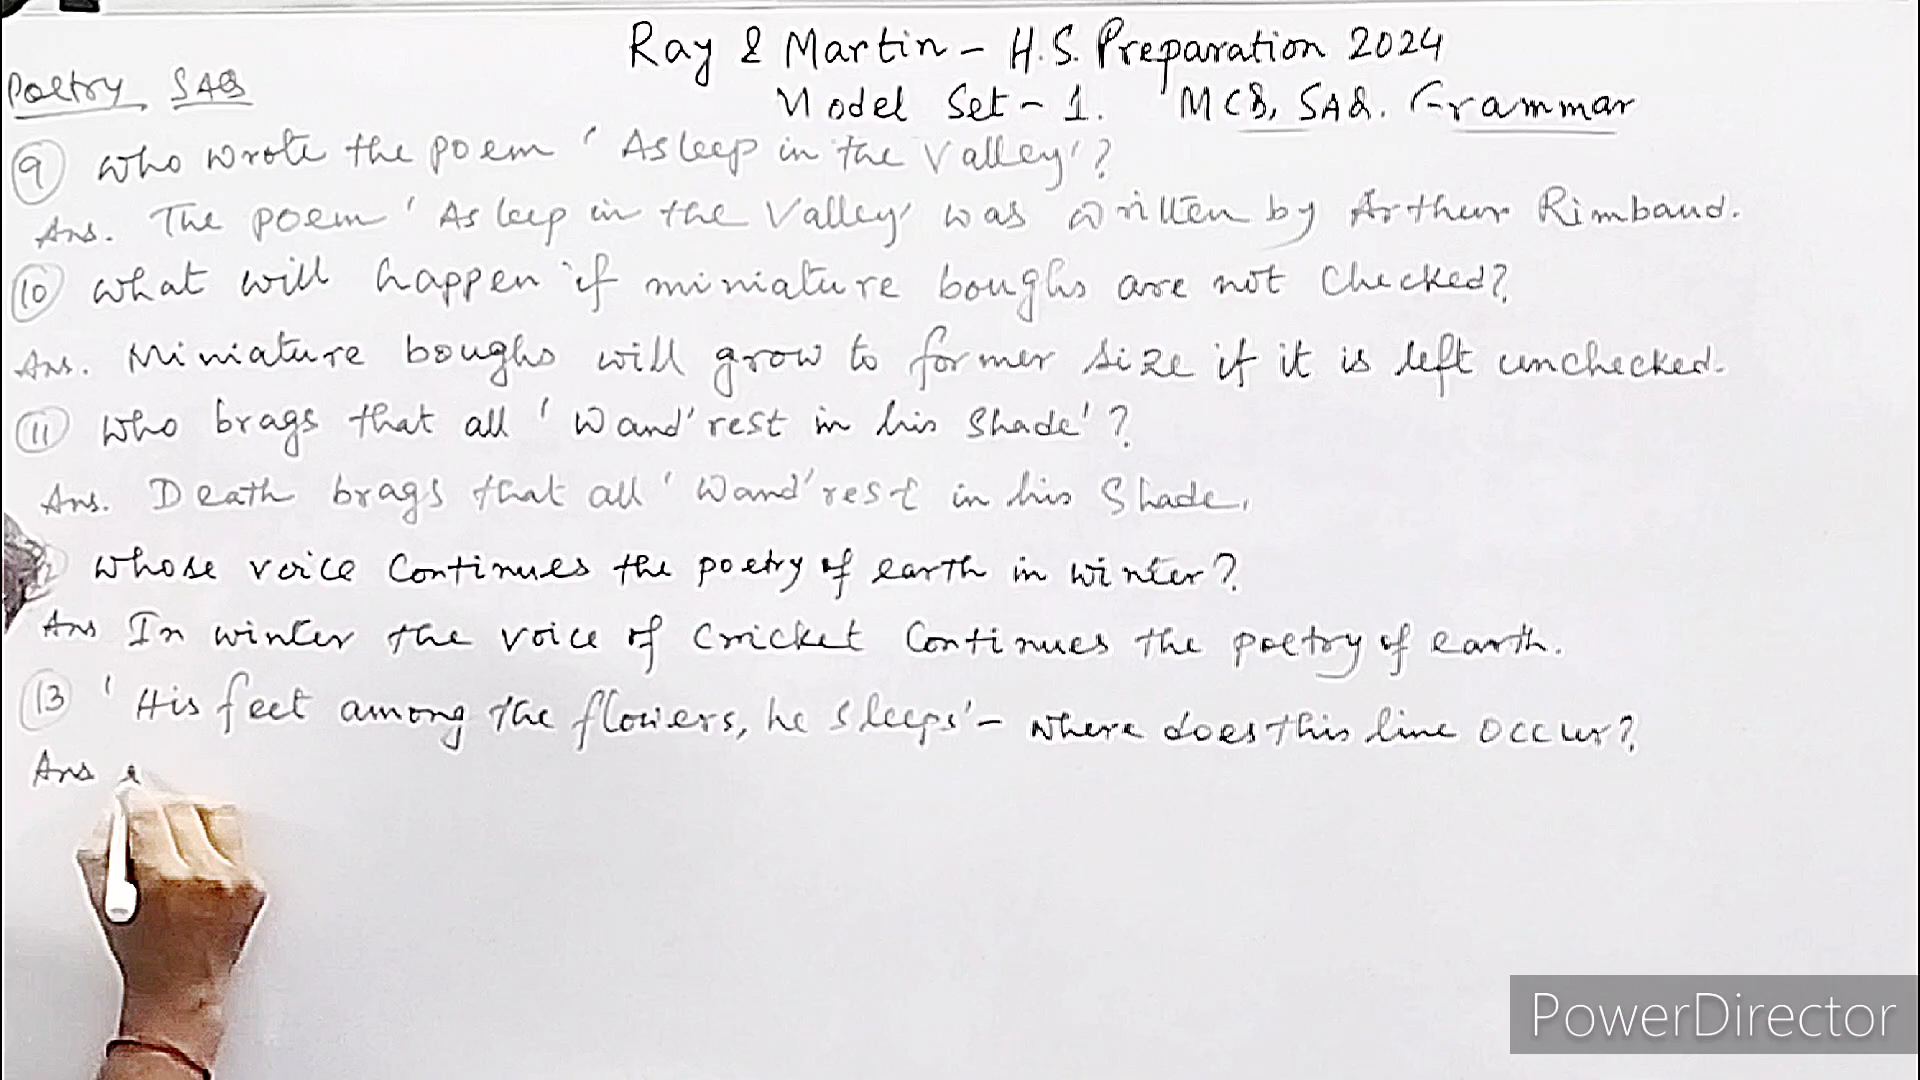 Ray & Martin - H.S. Preparation 2024
Poetry SAQ
Model Set - 1. MCQ, SAQ. Grammar
9 Who wrote the poem 'Asleep in the Valley'?
Ans. The poem 'Asleep in the Valley' was written by Arthur Rimbaud.
10 What will happen if miniature boughs are not checked?
Ans. Miniature boughs will grow to former size if it is left unchecked.
11 Who brags that all 'Wand'rest in his shade'?
Ans. Death brags that all 'Wand'rest in his shade.
Whose voice continues the poetry of earth in winter?
Ans In winter the voice of Cricket continues the poetry of earth.
13 'His feet among the flowers, he sleeps' - Where does this line occur?
Ans
PowerDirector